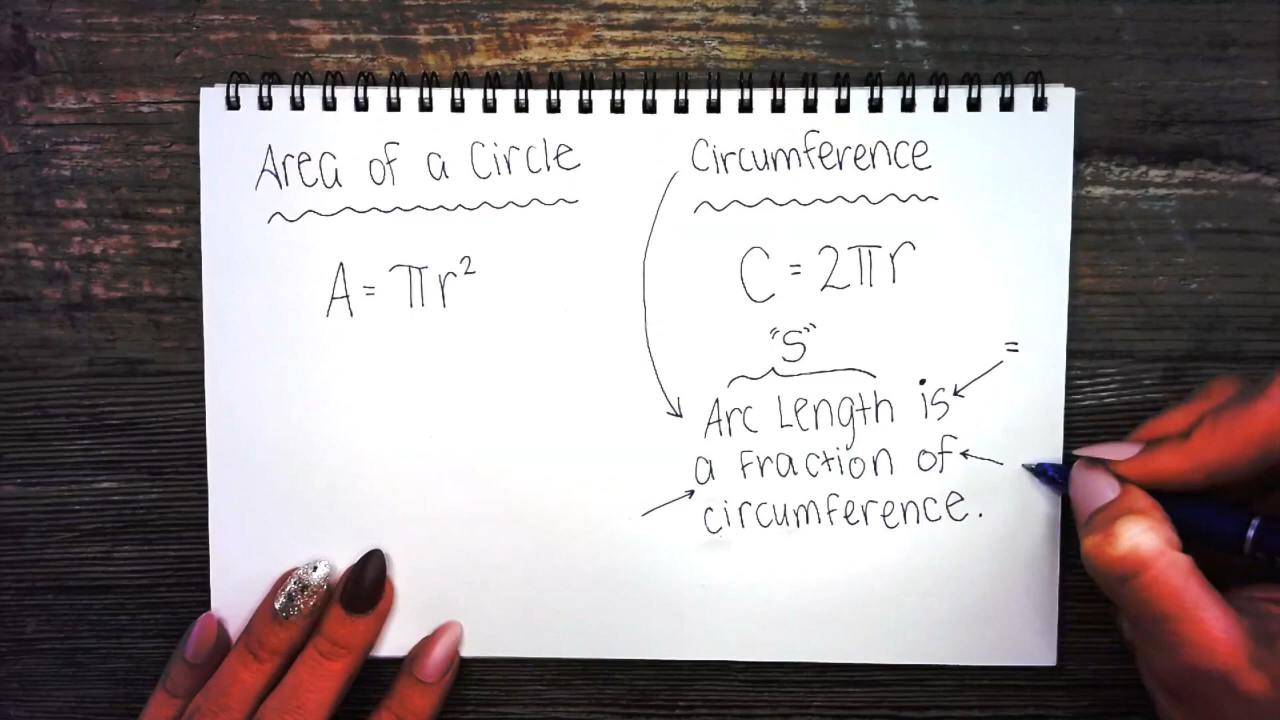 Area of a Circle
A = πr²
Circumference
C = 2πr
"S"
=
Arc Length is
a fraction of
circumference.